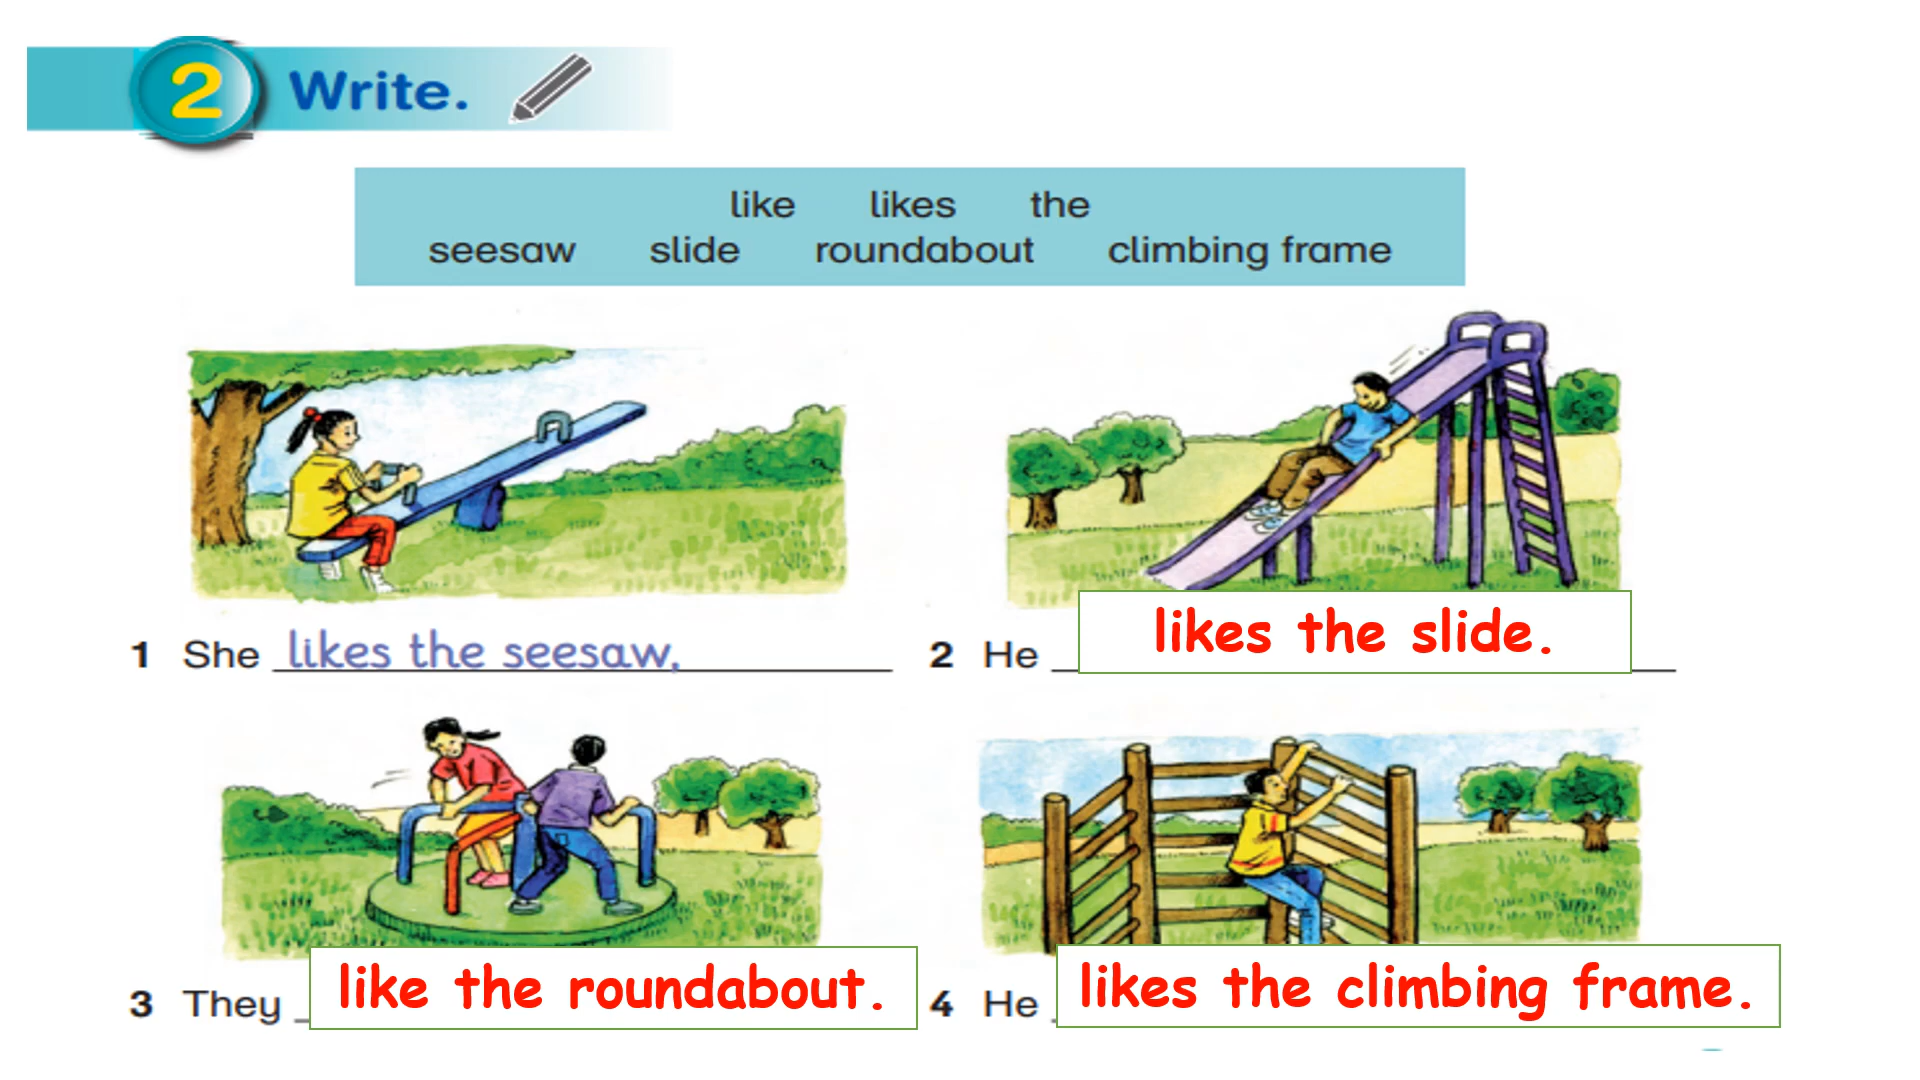 2 Write.
like likes the
seesaw slide roundabout climbing frame
1 She likes the seesaw.
2 He likes the slide.
3 They like the roundabout.
4 He likes the climbing frame.